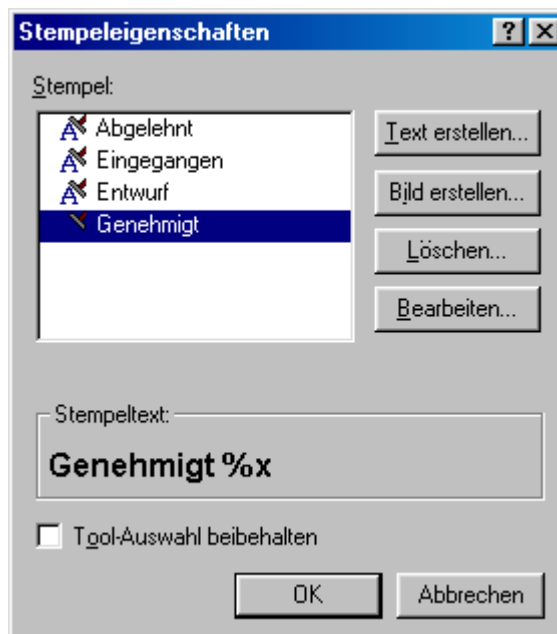 Stempeleigenschaften
Stempel:
Abgelehnt
Eingegangen
Entwurf
Genehmigt
Text erstellen...
Bild erstellen...
Löschen...
Bearbeiten...
Stempeltext:
Genehmigt %x
Tool-Auswahl beibehalten
OK
Abbrechen